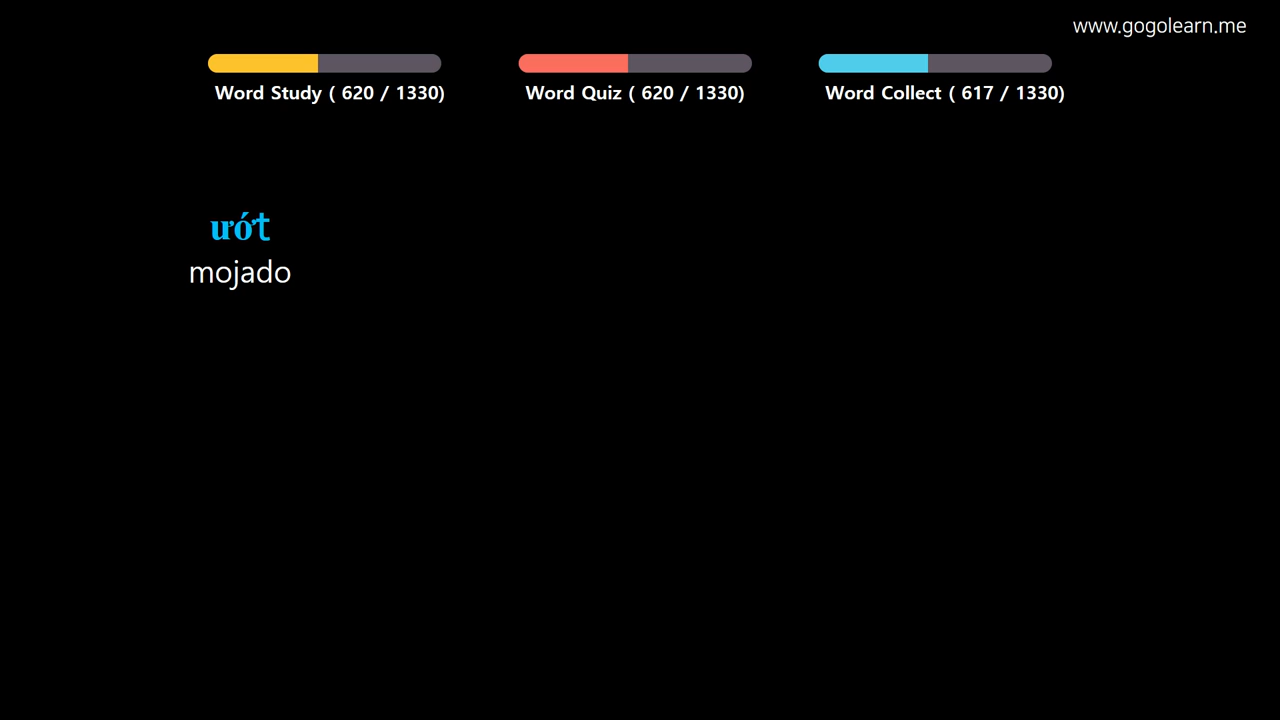 www.gogolearn.me
Word Study ( 620 / 1330)
Word Quiz ( 620 / 1330)
Word Collect ( 617 / 1330)
ướt
mojado